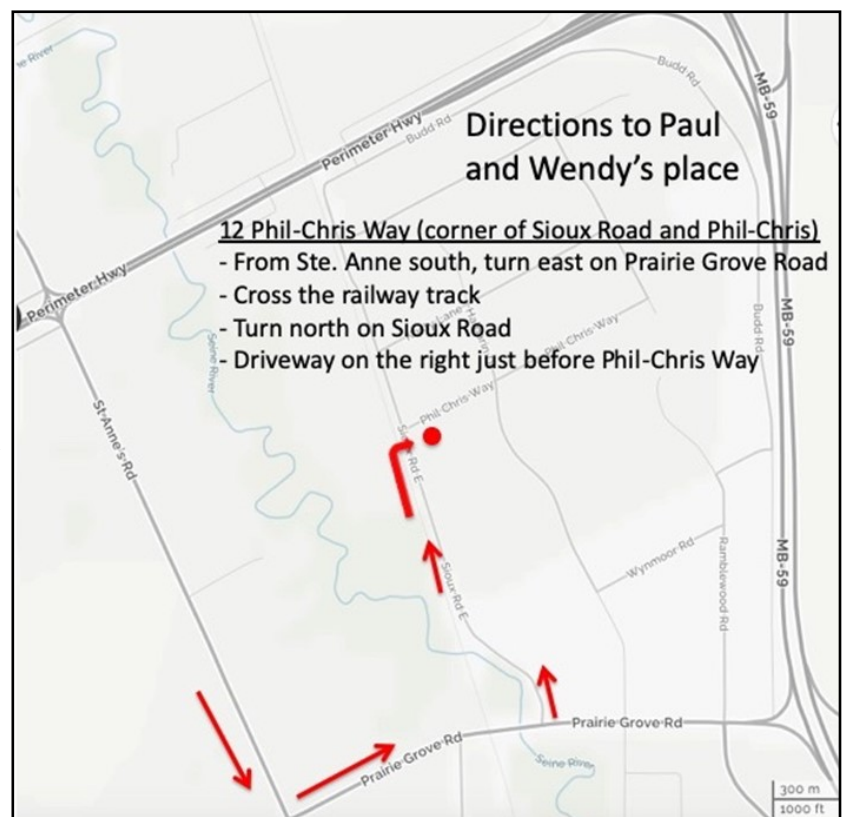 ne River
Budd Rd
MB-59
Perimeter Hwy
Budd Rd
Directions to Paul
and Wendy's place
12 Phil-Chris Way (corner of Sioux Road and Phil-Chris)
- From Ste. Anne south, turn east on Prairie Grove Road
- Cross the railway track
- Turn north on Sioux Road
- Driveway on the right just before Phil-Chris Way
Perimeter Hwy
Seine River
Budd Rd
MB-59
Phil-Chris-Way
Phil-Chris-Way
St-Anne's-Rd
Sioux Rd E
Sioux Rd E
Wynmoor Rd
Ramblewood Rd
MB-59
Prairie Grove Rd
Prairie Grove Rd
Seine River
300 m
1000 ft